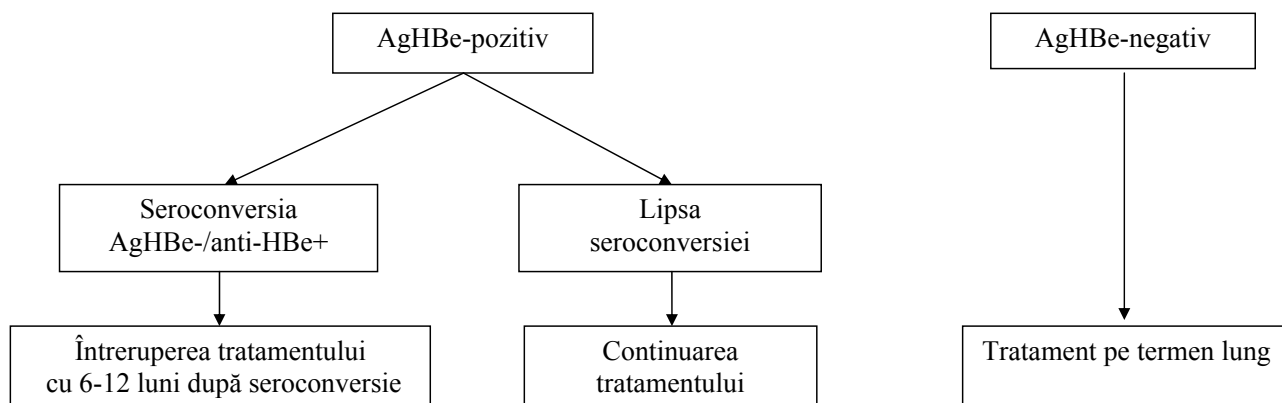 AgHBe-pozitiv
AgHBe-negativ
Seroconversia
AgHBe-/anti-HBe+
Lipsa
seroconversiei
Întreruperea tratamentului
cu 6-12 luni după seroconversie
Continuarea
tratamentului
Tratament pe termen lung